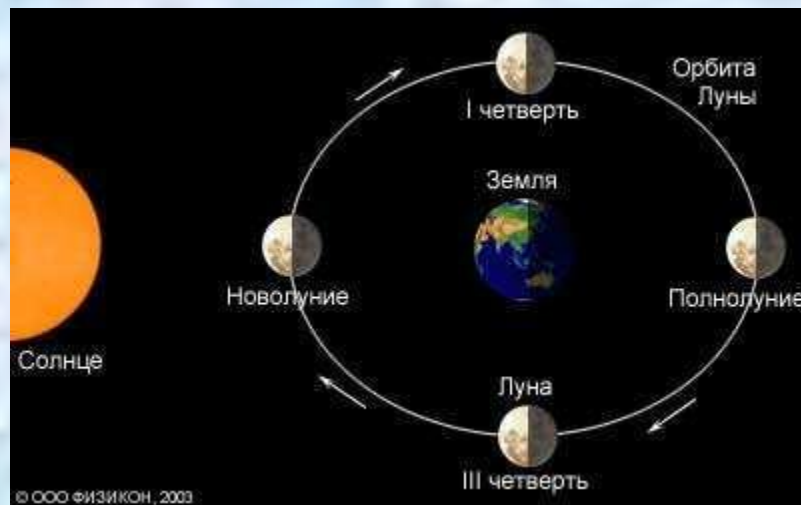 Орбита
Луны
I четверть
Земля
Новолуние
Полнолуние
Солнце
Луна
III четверть
© ООО ФИЗИКОН, 2003